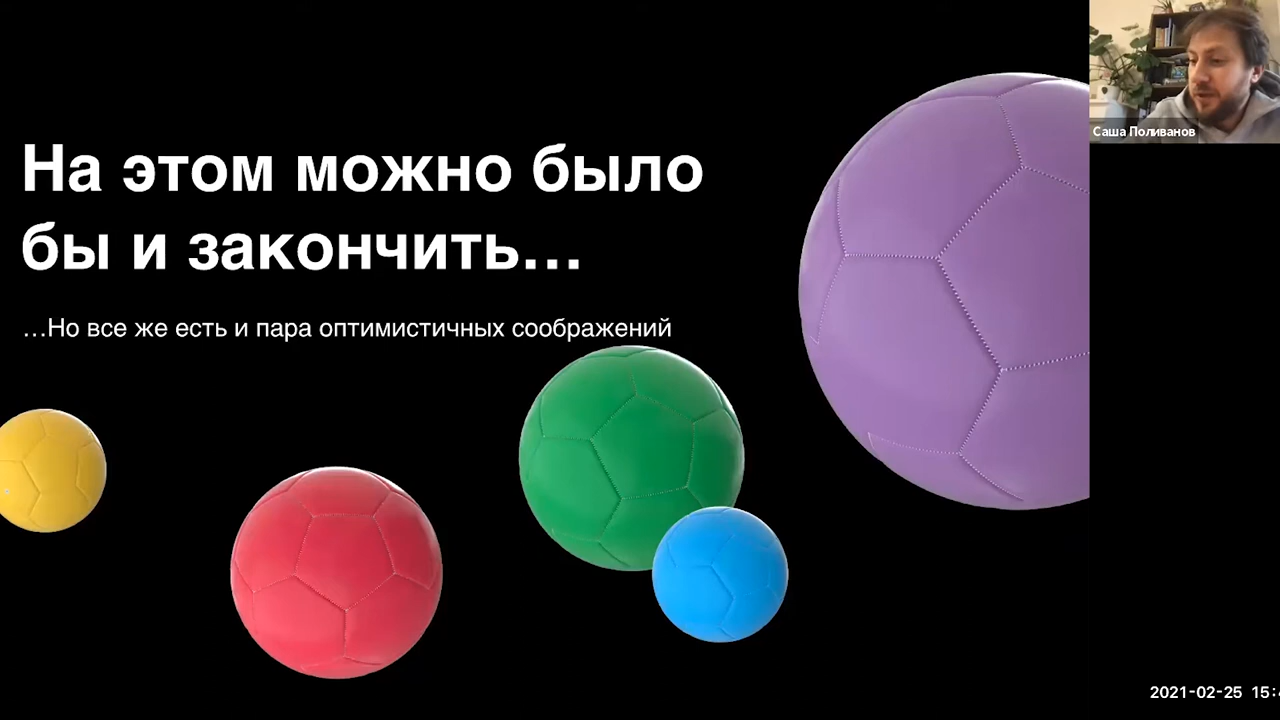 На этом можно было
бы и закончить...
...Но все же есть и пара оптимистичных соображений
Саша Поливанов
2021-02-25 15:4